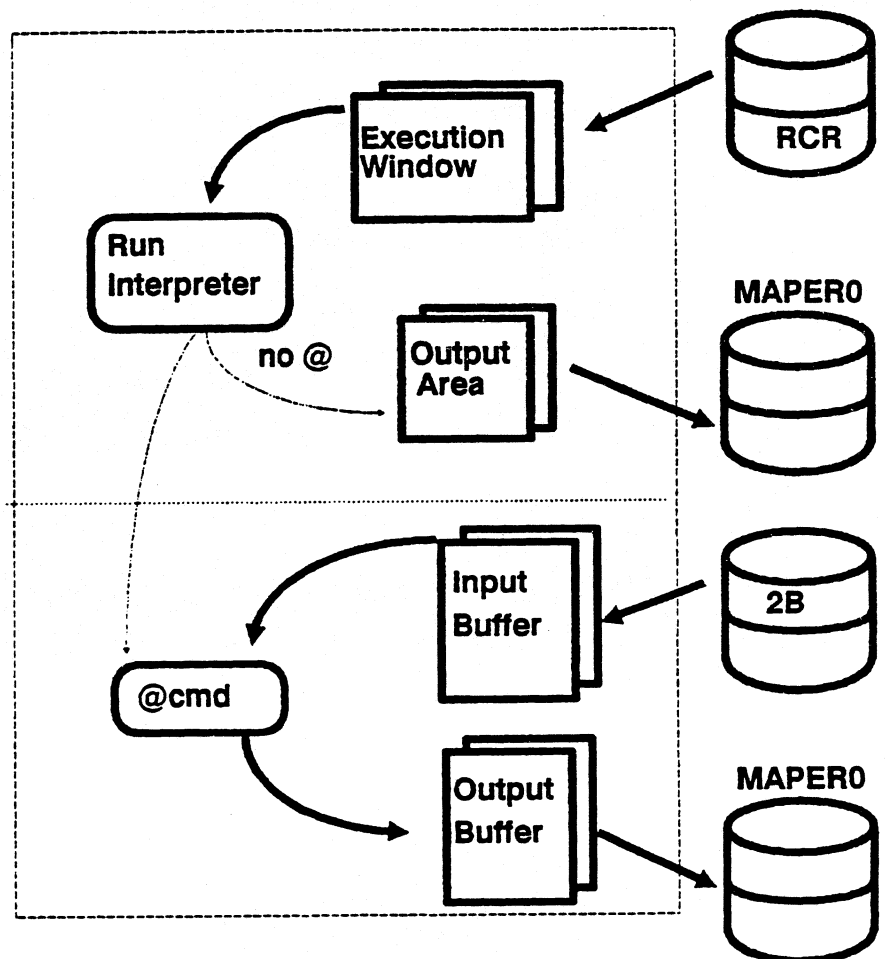 RCR
Execution
Window
Run
Interpreter
MAPER0
no @
Output
Area
Input
Buffer
2B
@cmd
MAPER0
Output
Buffer